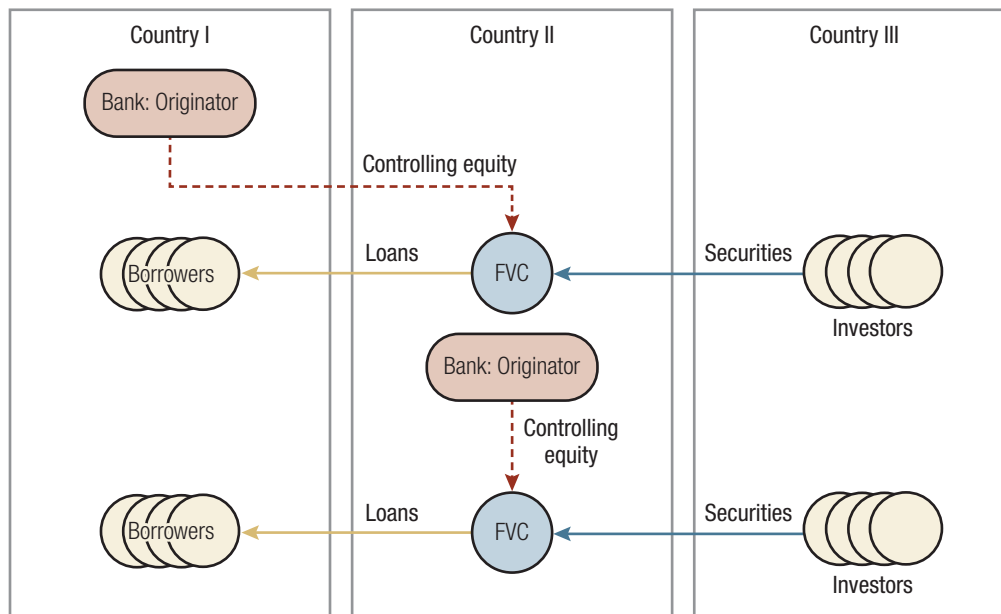 Country I
Country II
Country III
Bank: Originator
Controlling equity
Borrowers
Loans
FVC
Securities
Investors
Bank: Originator
Controlling
equity
Borrowers
Loans
FVC
Securities
Investors